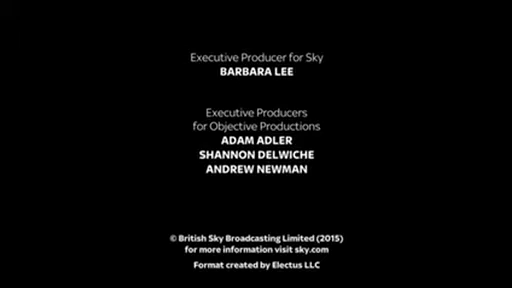 Executive Producer for Sky
BARBARA LEE
Executive Producers
for Objective Productions
ADAM ADLER
SHANNON DELWICHE
ANDREW NEWMAN
© British Sky Broadcasting Limited (2015)
for more information visit sky.com
Format created by Electus LLC